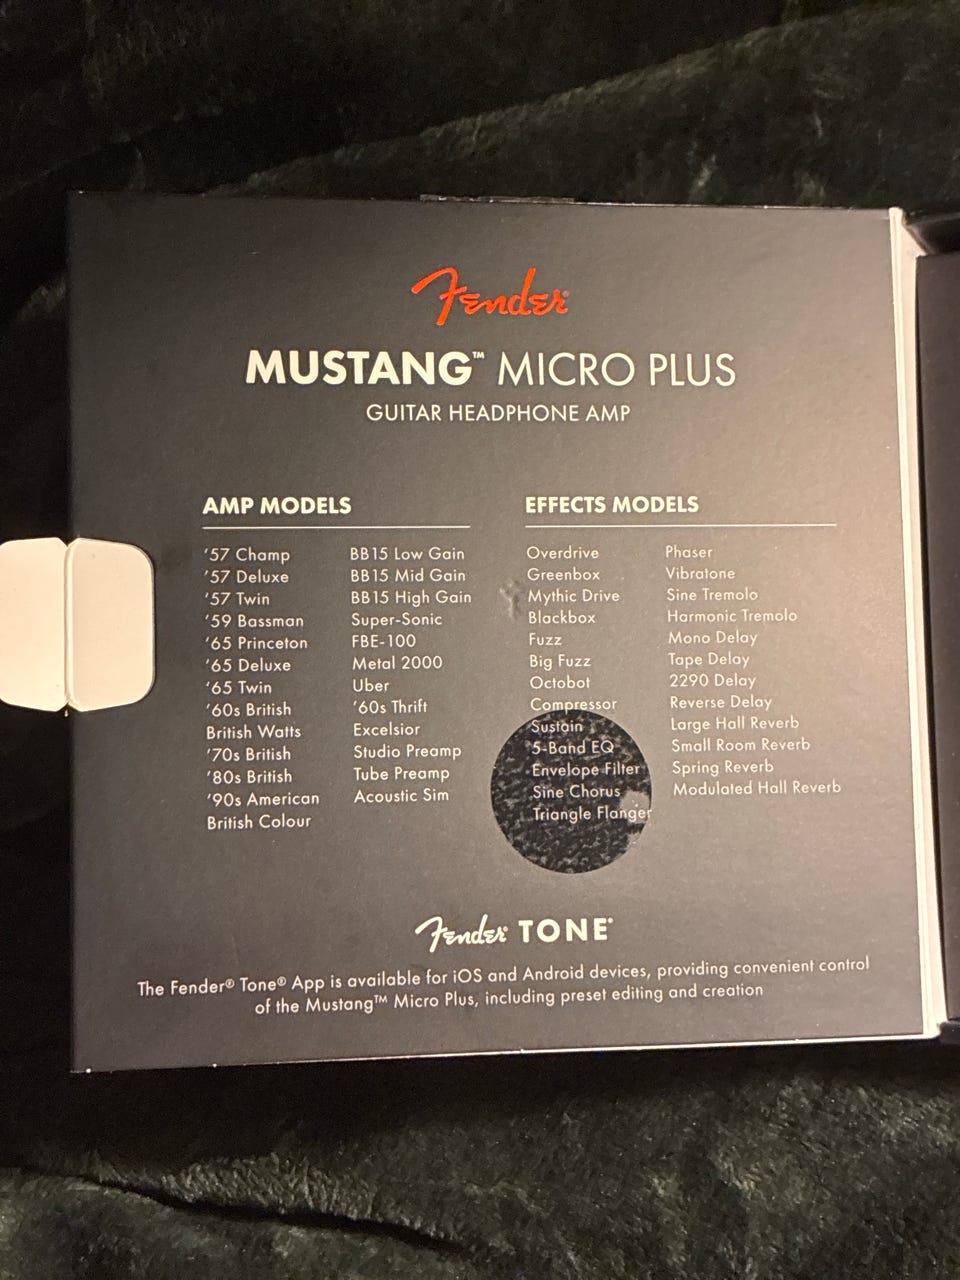 Fender®
MUSTANG™ MICRO PLUS
GUITAR HEADPHONE AMP
AMP MODELS
'57 Champ
'57 Deluxe
'57 Twin
'59 Bassman
'65 Princeton
'65 Deluxe
'65 Twin
'60s British
British Watts
'70s British
'80s British
'90s American
British Colour
BB15 Low Gain
BB15 Mid Gain
BB15 High Gain
Super-Sonic
FBE-100
Metal 2000
Uber
'60s Thrift
Excelsior
Studio Preamp
Tube Preamp
Acoustic Sim
EFFECTS MODELS
Overdrive
Greenbox
Mythic Drive
Blackbox
Fuzz
Big Fuzz
Octobot
Compressor
Sustain
5-Band EQ
Envelope Filter
Sine Chorus
Triangle Flanger
Phaser
Vibratone
Sine Tremolo
Harmonic Tremolo
Mono Delay
Tape Delay
2290 Delay
Reverse Delay
Large Hall Reverb
Small Room Reverb
Spring Reverb
Modulated Hall Reverb
Fender® TONE®
The Fender® Tone® App is available for iOS and Android devices, providing convenient control
of the Mustang™ Micro Plus, including preset editing and creation